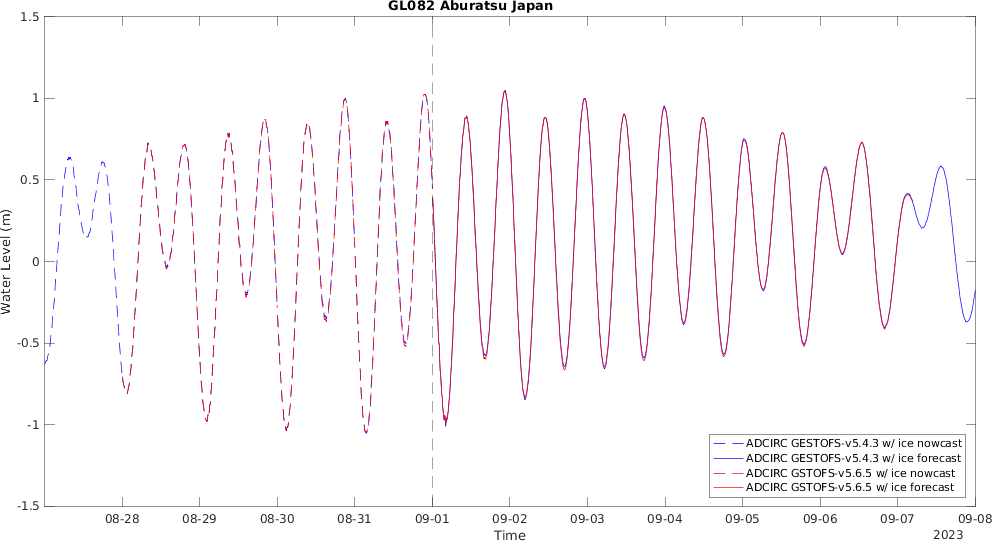 GL082 Aburatsu Japan
1.5
1
0.5
0
-0.5
-1
-1.5
Water Level (m)
08-28
08-29
08-30
08-31
09-01
09-02
09-03
09-04
09-05
09-06
09-07
09-08
Time
2023
ADCIRC GESTOFS-v5.4.3 w/ ice nowcast
ADCIRC GESTOFS-v5.4.3 w/ ice forecast
ADCIRC GSTOFS-v5.6.5 w/ ice nowcast
ADCIRC GSTOFS-v5.6.5 w/ ice forecast